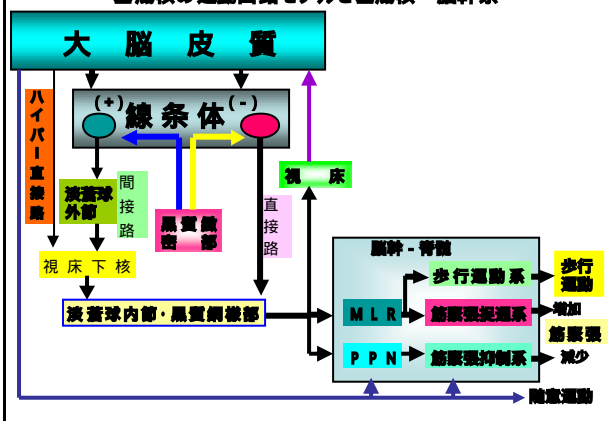 大脳皮質
ハイパー直接路
(+)
線条体
(-)
淡蒼球
外節
間接路
黒質緻
密部
直接路
視床
視床下核
淡蒼球内節・黒質網様部
脳幹-脊髄
歩行運動系
歩行
運動
MLR
筋緊張促通系
増加
筋緊張
PPN
筋緊張抑制系
減少
随意運動